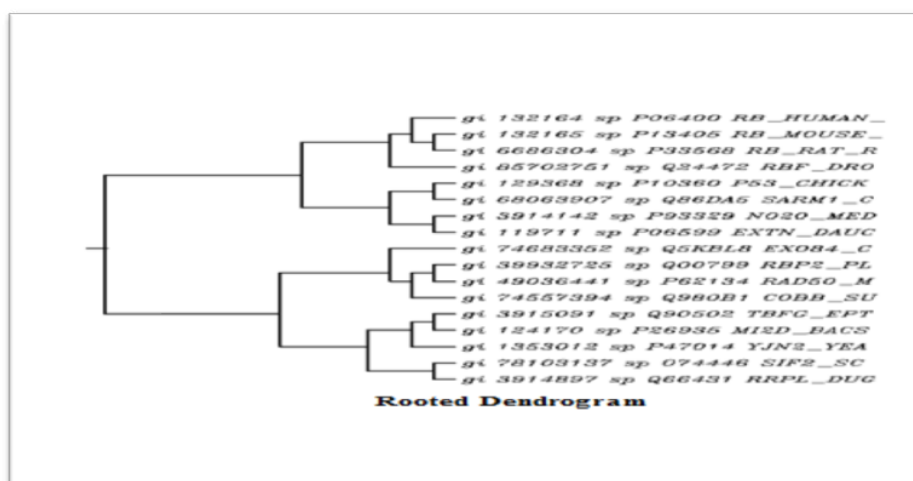 gi 132164 sp P06400 RB_HUMAN_
gi 132165 sp P13405 RB_MOUSE_
gi 6686304 sp P33568 RB_RAT_R
gi 85702751 sp Q24472 RBF_DRO
gi 129368 sp P10360 P53_CHICK
gi 68063907 sp Q86DA5 SARM1_C
gi 3914142 sp P93329 NO20_MED
gi 119711 sp P06599 EXTN_DAUC
gi 74683352 sp Q5KBL8 EXO84_C
gi 39932725 sp Q00799 RBP2_PL
gi 49036441 sp P62134 RAD50_M
gi 74557394 sp Q980B1 COBB_SU
gi 3915091 sp Q90502 TBFG_EPT
gi 124170 sp P26935 MI2D_BACS
gi 1353012 sp P47014 YJN2_YEA
gi 78103137 sp O74446 SIF2_SC
gi 3914897 sp Q66431 RRPL_DUG
Rooted Dendrogram